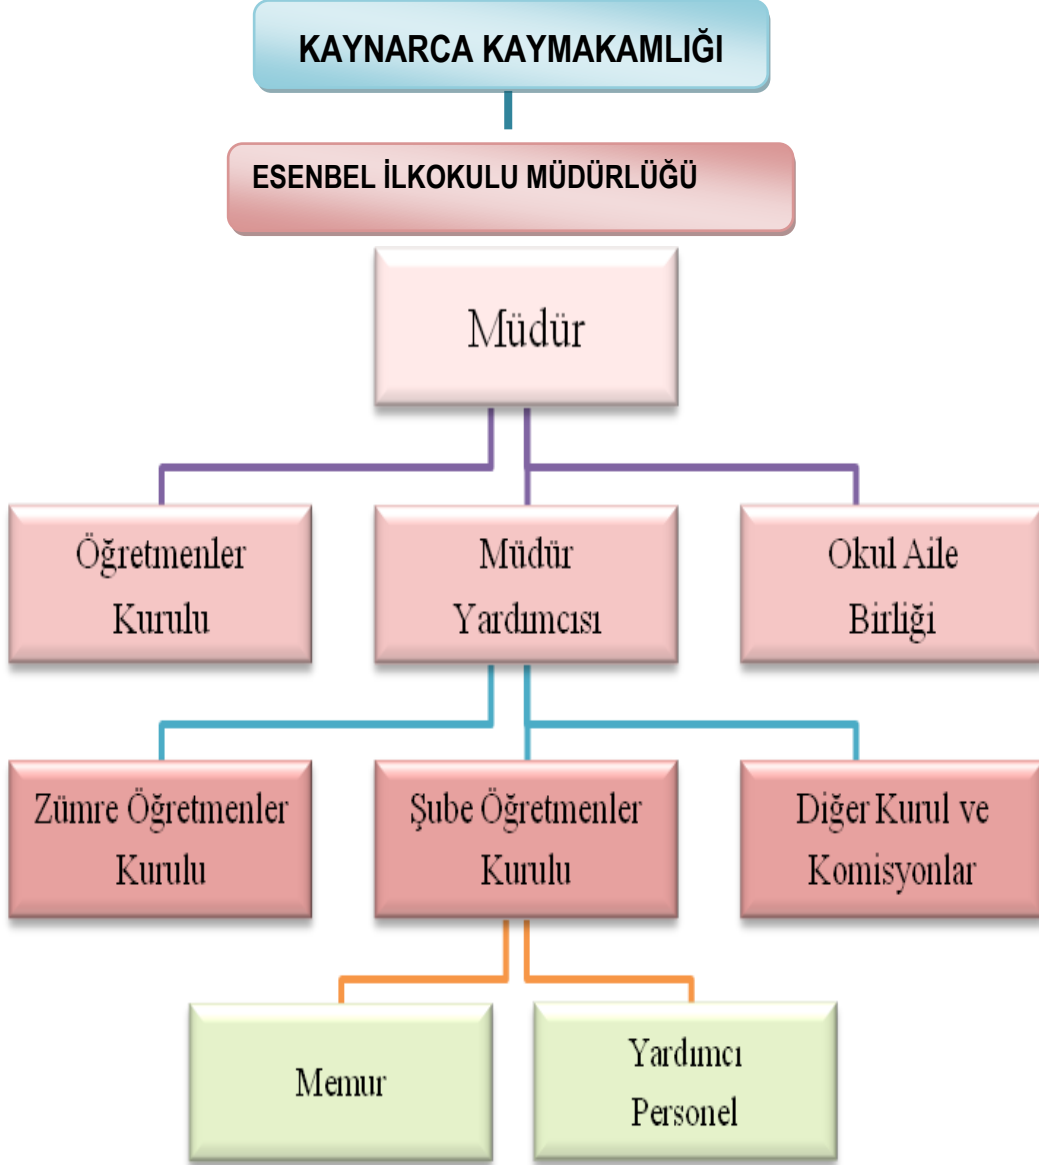 KAYNARCA KAYMAKAMLIĞI
ESENBEL İLKOKULU MÜDÜRLÜĞÜ
Müdür
Öğretmenler
Kurulu
Müdür
Yardımcısı
Okul Aile
Birliği
Zümre Öğretmenler
Kurulu
Şube Öğretmenler
Kurulu
Diğer Kurul ve
Komisyonlar
Memur
Yardımcı
Personel